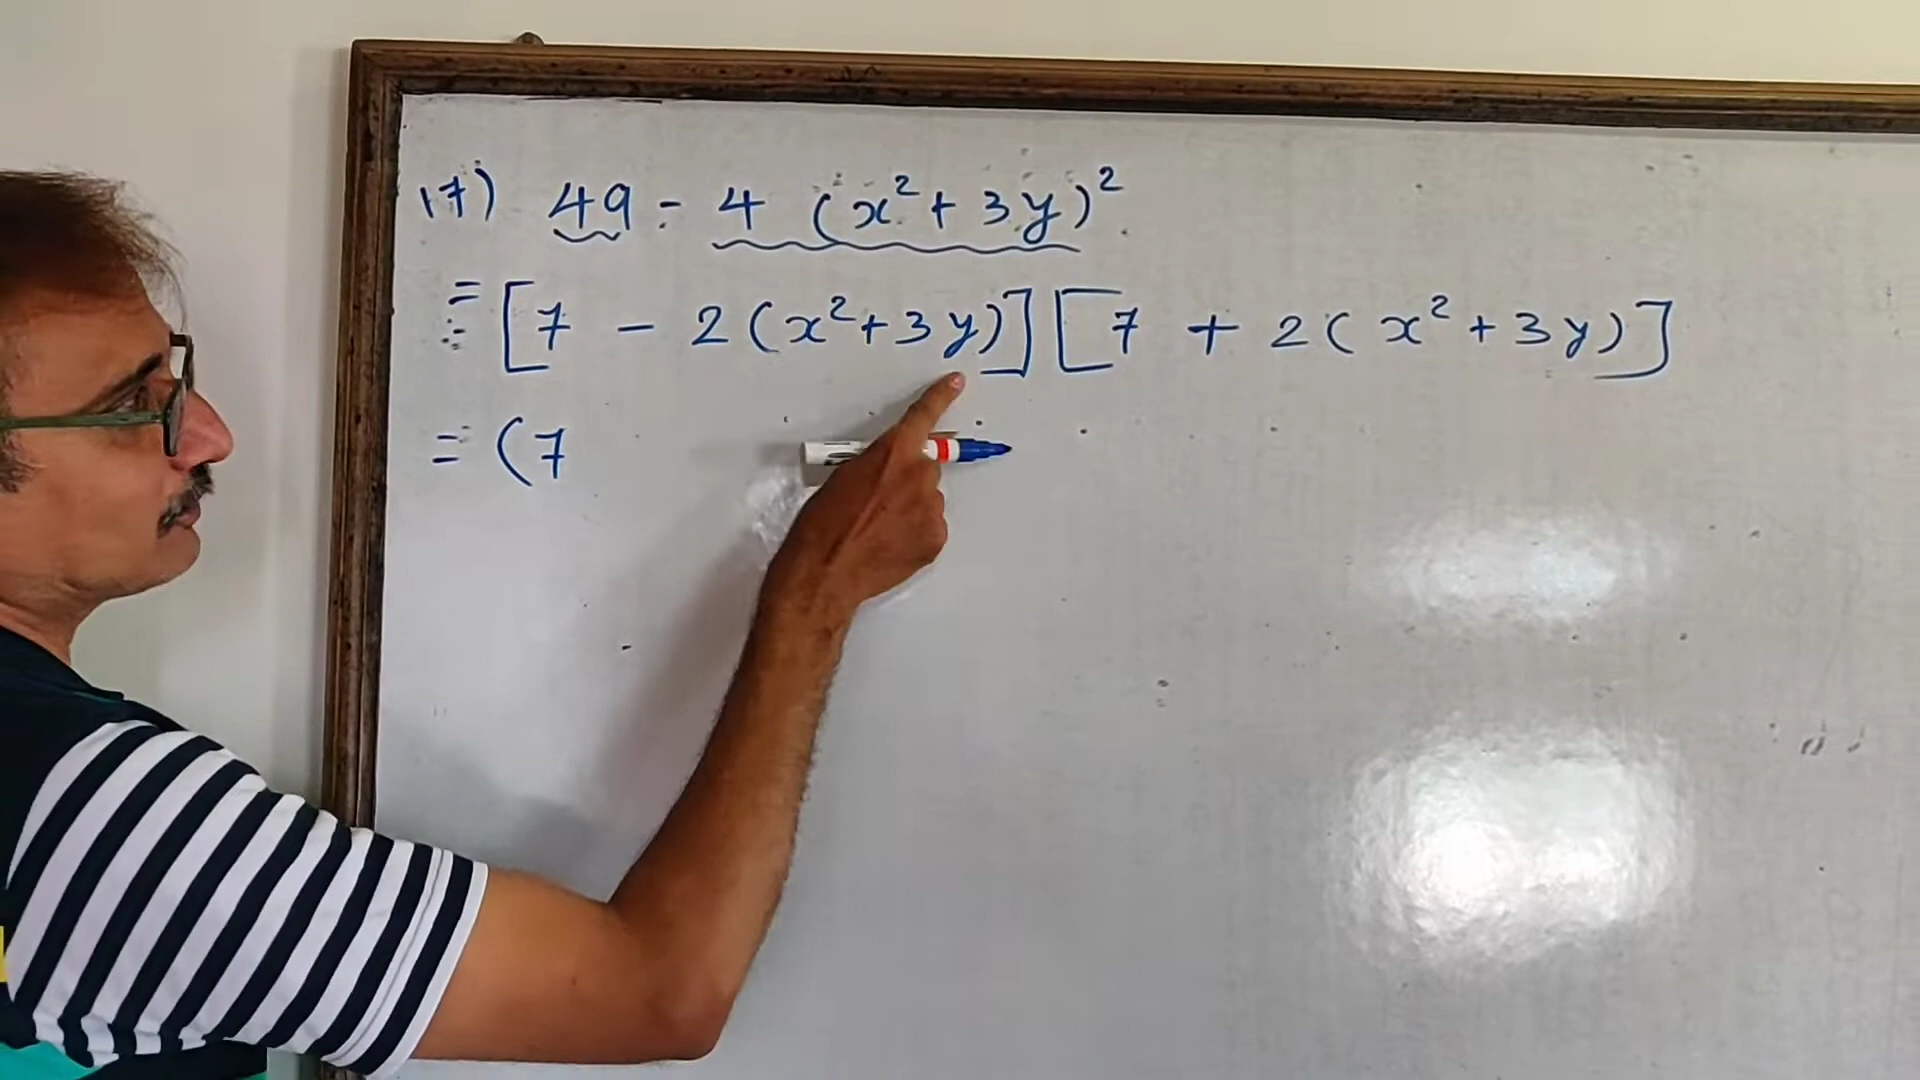 17) 49 - 4 (x²+ 3y)²
= [7 - 2(x²+3y)] [7 + 2(x²+3y)]
= (7